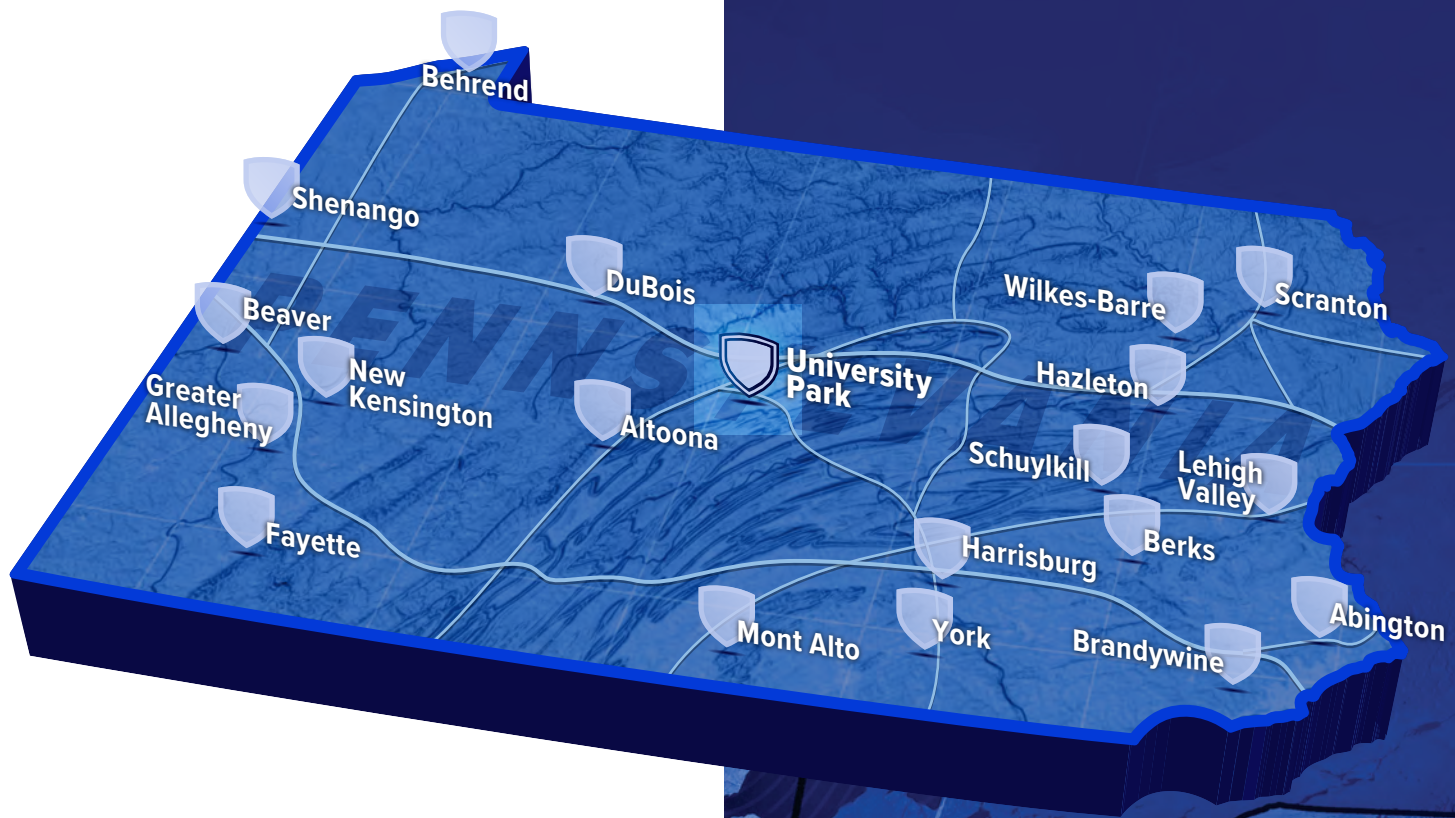 Behrend
Shenango
DuBois
Wilkes-Barre
Scranton
Beaver
New
Kensington
University
Park
Hazleton
Greater
Allegheny
Altoona
Schuylkill
Lehigh
Valley
Fayette
Harrisburg
Berks
Mont Alto
York
Brandywine
Abington
PENNSYLVANIA